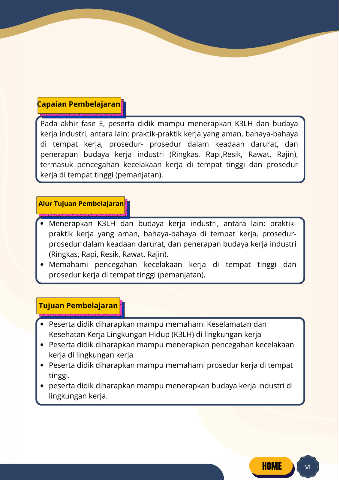 Capaian Pembelajaran
Pada akhir fase E, peserta didik mampu menerapkan K3LH dan budaya
kerja industri, antara lain: praktik-praktik kerja yang aman, bahaya-bahaya
di tempat kerja, prosedur- prosedur dalam keadaan darurat, dan
penerapan budaya kerja industri (Ringkas, Rapi,Resik, Rawat, Rajin),
termasuk pencegahan kecelakaan kerja di tempat tinggi dan prosedur
kerja di tempat tinggi (pemanjatan).
Alur Tujuan Pembelajaran
• Menerapkan K3LH dan budaya kerja industri, antara lain: praktik-
praktik kerja yang aman, bahaya-bahaya di tempat kerja, prosedur-
prosedur dalam keadaan darurat, dan penerapan budaya kerja industri
(Ringkas, Rapi, Resik, Rawat, Rajin).
• Memahami pencegahan kecelakaan kerja di tempat tinggi dan
prosedur kerja di tempat tinggi (pemanjatan).
Tujuan Pembelajaran
• Peserta didik diharapkan mampu memahami Keselamatan dan
Kesehatan Kerja Lingkungan Hidup (K3LH) di lingkungan kerja
• Peserta didik diharapkan mampu menerapkan pencegahan kecelakaan
kerja di lingkungan kerja
• Peserta didik diharapkan mampu memahami prosedur kerja di tempat
tinggi.
• peserta didik diharapkan mampu menerapkan budaya kerja industri di
lingkungan kerja.
HOME
VI